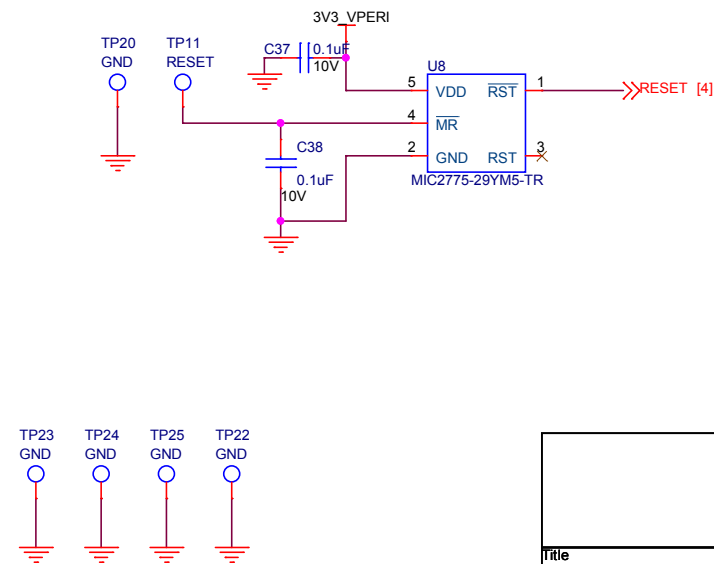 3V3_VPERI
TP20
GND
TP11
RESET
C37
0.1uF
10V
U8
5
VDD
RST
1
RESET [4]
4
MR
2
GND
RST
3
MIC2775-29YM5-TR
C38
0.1uF
10V
TP23
GND
TP24
GND
TP25
GND
TP22
GND
Title